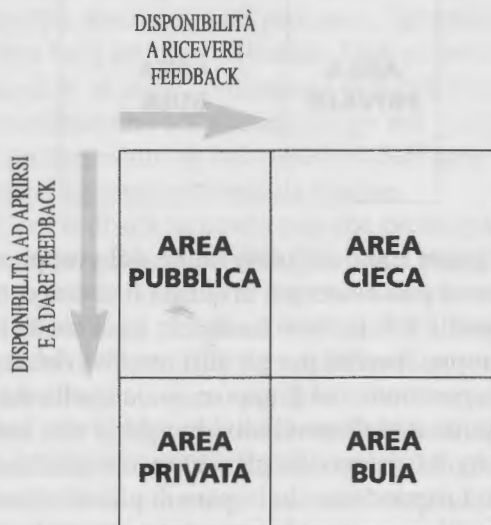 DISPONIBILITÀ
A RICEVERE
FEEDBACK
DISPONIBILITÀ AD APRIRSI
E A DARE FEEDBACK
AREA
PUBBLICA
AREA
CIECA
AREA
PRIVATA
AREA
BUIA